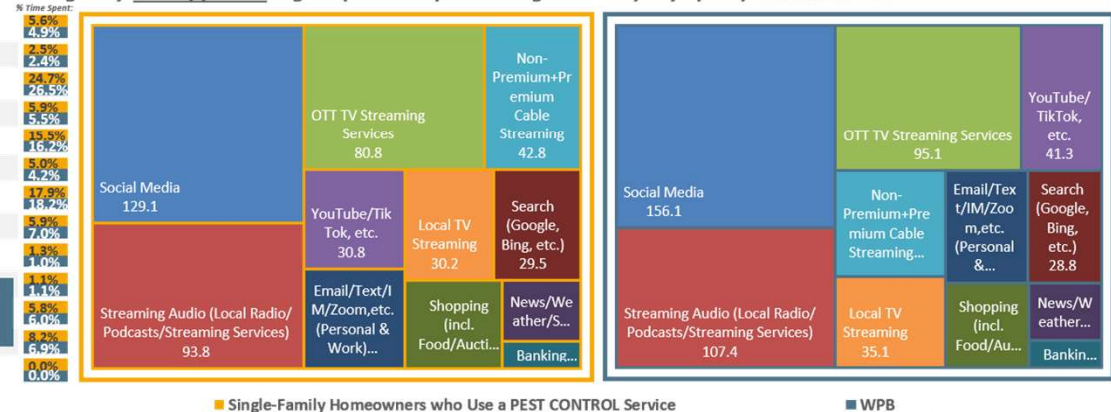 % Time Spent:
5.6%
4.9%
2.5%
2.4%
24.7%
26.5%
5.9%
5.5%
15.5%
16.2%
5.0%
4.2%
17.9%
18.2%
5.9%
7.0%
1.3%
1.0%
1.1%
1.1%
5.8%
6.0%
8.2%
6.9%
0.0%
0.0%
Social Media
129.1
Streaming Audio (Local Radio/
Podcasts/Streaming Services)
93.8
OTT TV Streaming
Services
80.8
Non-
Premium+Pr
emium
Cable
Streaming
42.8
YouTube/Tik
Tok, etc.
30.8
Local TV
Streaming
30.2
Search
(Google,
Bing, etc.)
29.5
Email/Text/I
M/Zoom,etc.
(Personal &
Work)...
Shopping
(incl.
Food/Aucti...
News/We
ather/S...
Banking...
Social Media
156.1
Streaming Audio (Local Radio/
Podcasts/Streaming Services)
107.4
OTT TV Streaming Services
95.1
YouTube/
TikTok,
etc.
41.3
Non-
Premium+Pre
mium Cable
Streaming...
Email/Tex
t/IM/Zoo
m,etc.
(Personal
&...
Search
(Google,
Bing,
etc.)
28.8
Local TV
Streaming
35.1
Shopping
(incl.
Food/Au...
News/W
eather...
Bankin...
Single-Family Homeowners who Use a PEST CONTROL Service
WPB